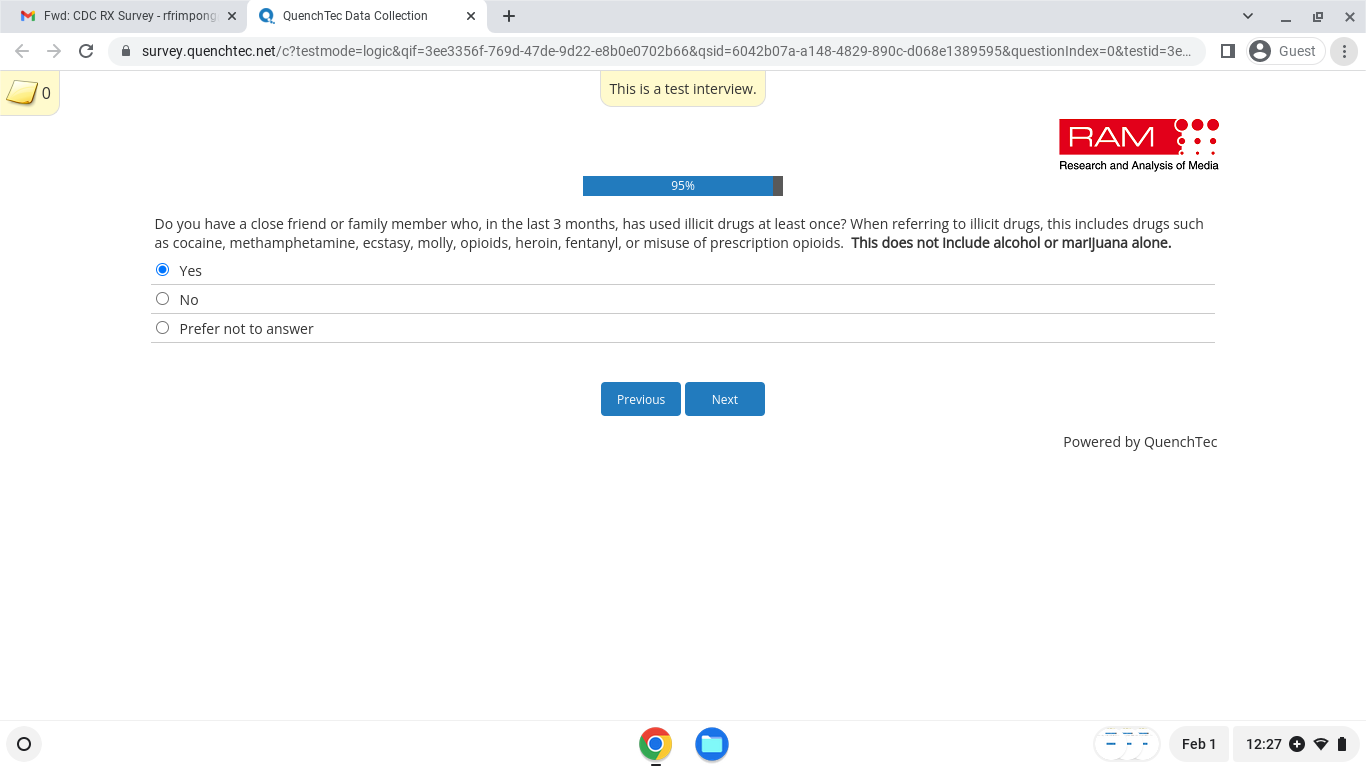 Fwd: CDC RX Survey - rfrimpong
QuenchTec Data Collection
survey.quenchtec.net/c?testmode=logic&qif=3ee3356f-769d-47de-9d22-e8b0e0702b66&qsid=6042b07a-a148-4829-890c-d068e1389595&questionIndex=0&testid=3e...
Guest
0
This is a test interview.
RAM
Research and Analysis of Media
95%
Do you have a close friend or family member who, in the last 3 months, has used illicit drugs at least once? When referring to illicit drugs, this includes drugs such
as cocaine, methamphetamine, ecstasy, molly, opioids, heroin, fentanyl, or misuse of prescription opioids. This does not include alcohol or marijuana alone.
Yes
No
Prefer not to answer
Previous
Next
Powered by QuenchTec
Feb 1
12:27